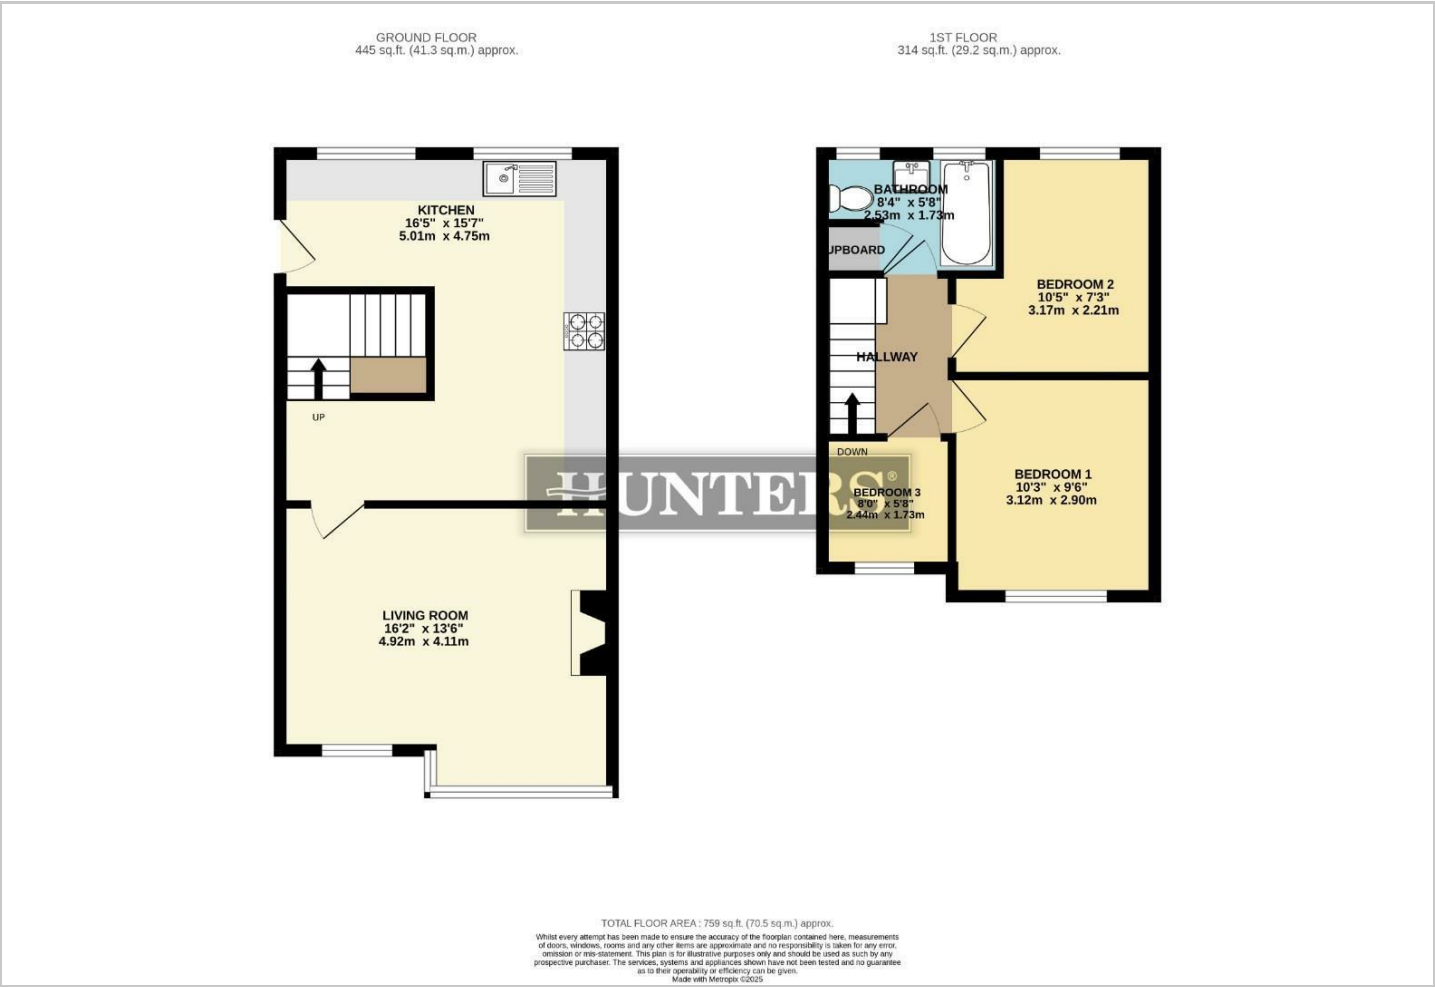 GROUND FLOOR
445 sq.ft. (41.3 sq.m.) approx.
1ST FLOOR
314 sq.ft. (29.2 sq.m.) approx.
KITCHEN
16'5" x 15'7"
5.01m x 4.75m
UP
LIVING ROOM
16'2" x 13'6"
4.92m x 4.11m
BATHROOM
8'4" x 5'8"
2.53m x 1.73m
UPBOARD
BEDROOM 2
10'5" x 7'3"
3.17m x 2.21m
HALLWAY
DOWN
BEDROOM 3
8'0" x 5'8"
2.44m x 1.73m
BEDROOM 1
10'3" x 9'6"
3.12m x 2.90m
HUNTERS®
TOTAL FLOOR AREA : 759 sq.ft. (70.5 sq.m.) approx.
Whilst every attempt has been made to ensure the accuracy of the floorplan contained here, measurements
of doors, windows, rooms and any other items are approximate and no responsibility is taken for any error,
omission or mis-statement. This plan is for illustrative purposes only and should be used as such by any
prospective purchaser. The services, systems and appliances shown have not been tested and no guarantee
as to their operability or efficiency can be given.
Made with Metropix ©2025